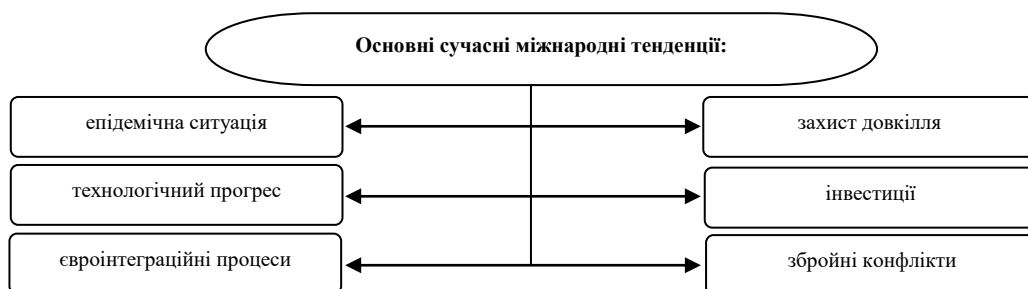 Основні сучасні міжнародні тенденції:
епідемічна ситуація
захист довкілля
технологічний прогрес
інвестиції
євроінтеграційні процеси
збройні конфлікти